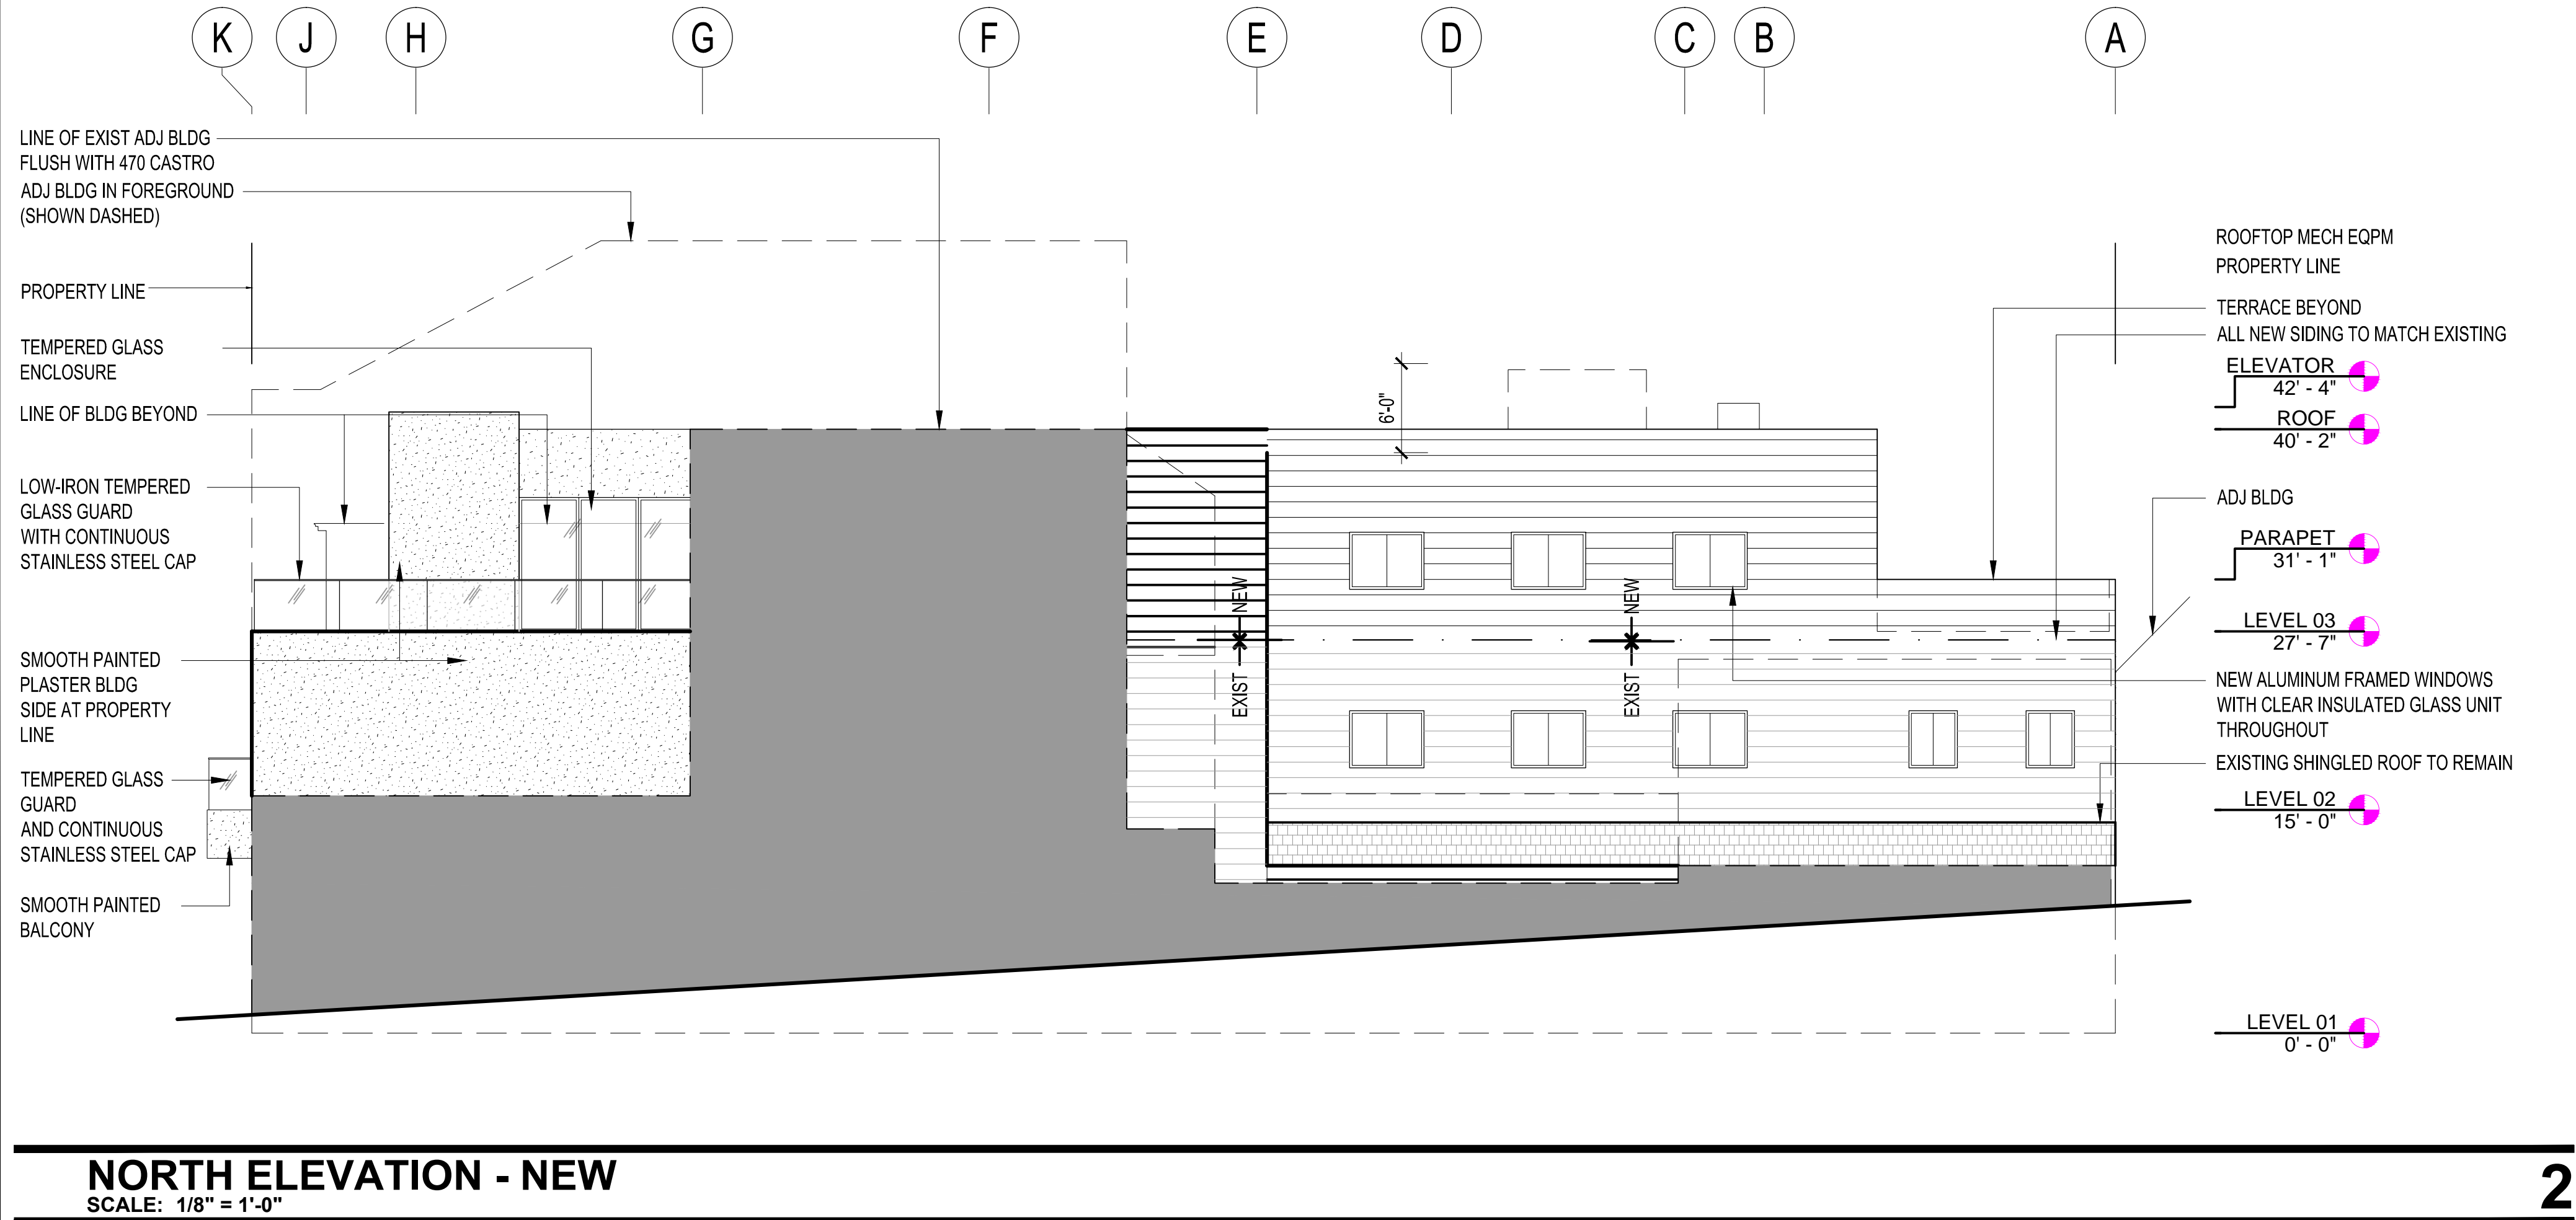 K J H G F E D C B A
LINE OF EXIST ADJ BLDG
FLUSH WITH 470 CASTRO
ADJ BLDG IN FOREGROUND
(SHOWN DASHED)
PROPERTY LINE
TEMPERED GLASS
ENCLOSURE
LINE OF BLDG BEYOND
LOW-IRON TEMPERED
GLASS GUARD
WITH CONTINUOUS
STAINLESS STEEL CAP
SMOOTH PAINTED
PLASTER BLDG
SIDE AT PROPERTY
LINE
TEMPERED GLASS
GUARD
AND CONTINUOUS
STAINLESS STEEL CAP
SMOOTH PAINTED
BALCONY
6'-0"
EXIST NEW
EXIST NEW
ROOFTOP MECH EQPM
PROPERTY LINE
TERRACE BEYOND
ALL NEW SIDING TO MATCH EXISTING
ELEVATOR
42' - 4"
ROOF
40' - 2"
ADJ BLDG
PARAPET
31' - 1"
LEVEL 03
27' - 7"
NEW ALUMINUM FRAMED WINDOWS
WITH CLEAR INSULATED GLASS UNIT
THROUGHOUT
EXISTING SHINGLED ROOF TO REMAIN
LEVEL 02
15' - 0"
LEVEL 01
0' - 0"
NORTH ELEVATION - NEW
SCALE: 1/8" = 1'-0"
2